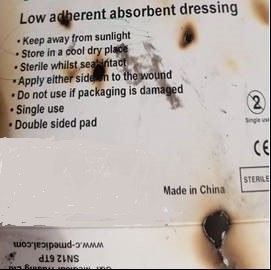 Low adherent absorbent dressing
• Keep away from sunlight
• Store in a cool dry place
• Sterile whilst seal intact
• Apply either side on to the wound
• Do not use if packaging is damaged
• Single use
• Double sided pad
2
Single use
CE
STERILE
Made in China
www.c-pmedical.com
SN12 6TP